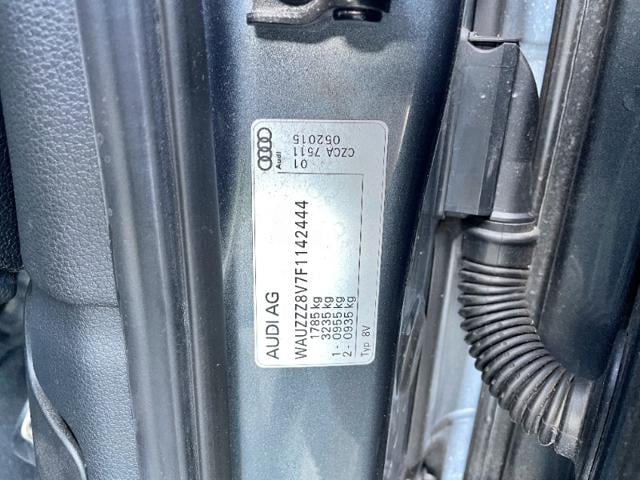 AUDI AG
WAUZZZ8V7F1142444
1785 kg
3235 kg
1 - 0955 kg
2 - 0935 kg
Typ 8V
Audi
01
CZCA 7511
052015